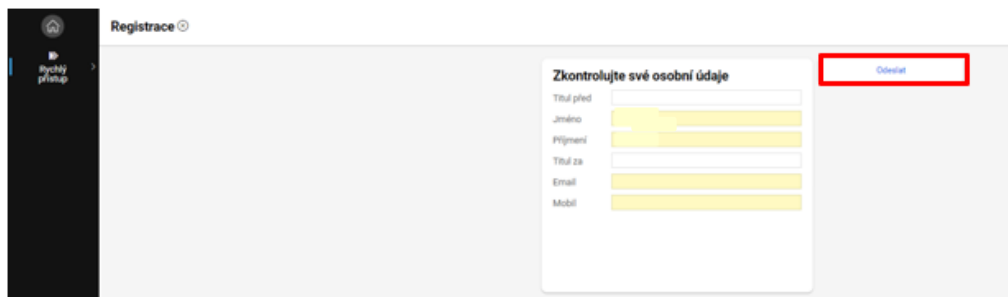 Registrace
Rychlý
přístup
Zkontrolujte své osobní údaje
Titul před
Jméno
Příjmení
Titul za
Email
Mobil
Odeslat